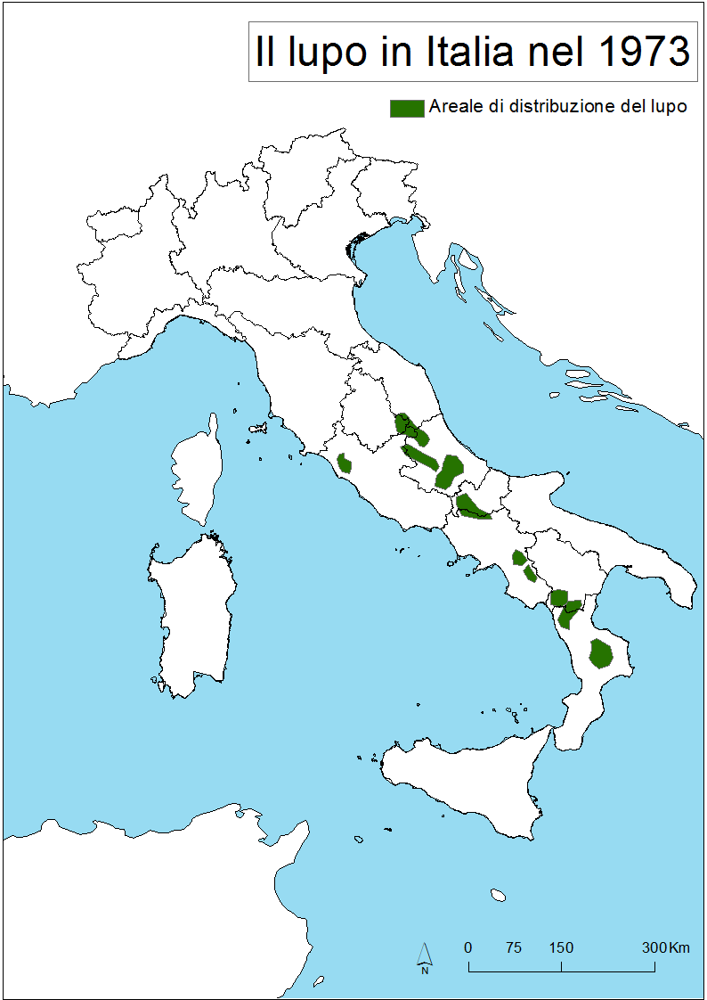 Il lupo in Italia nel 1973
Areale di distribuzione del lupo
0 75 150 300 Km
N